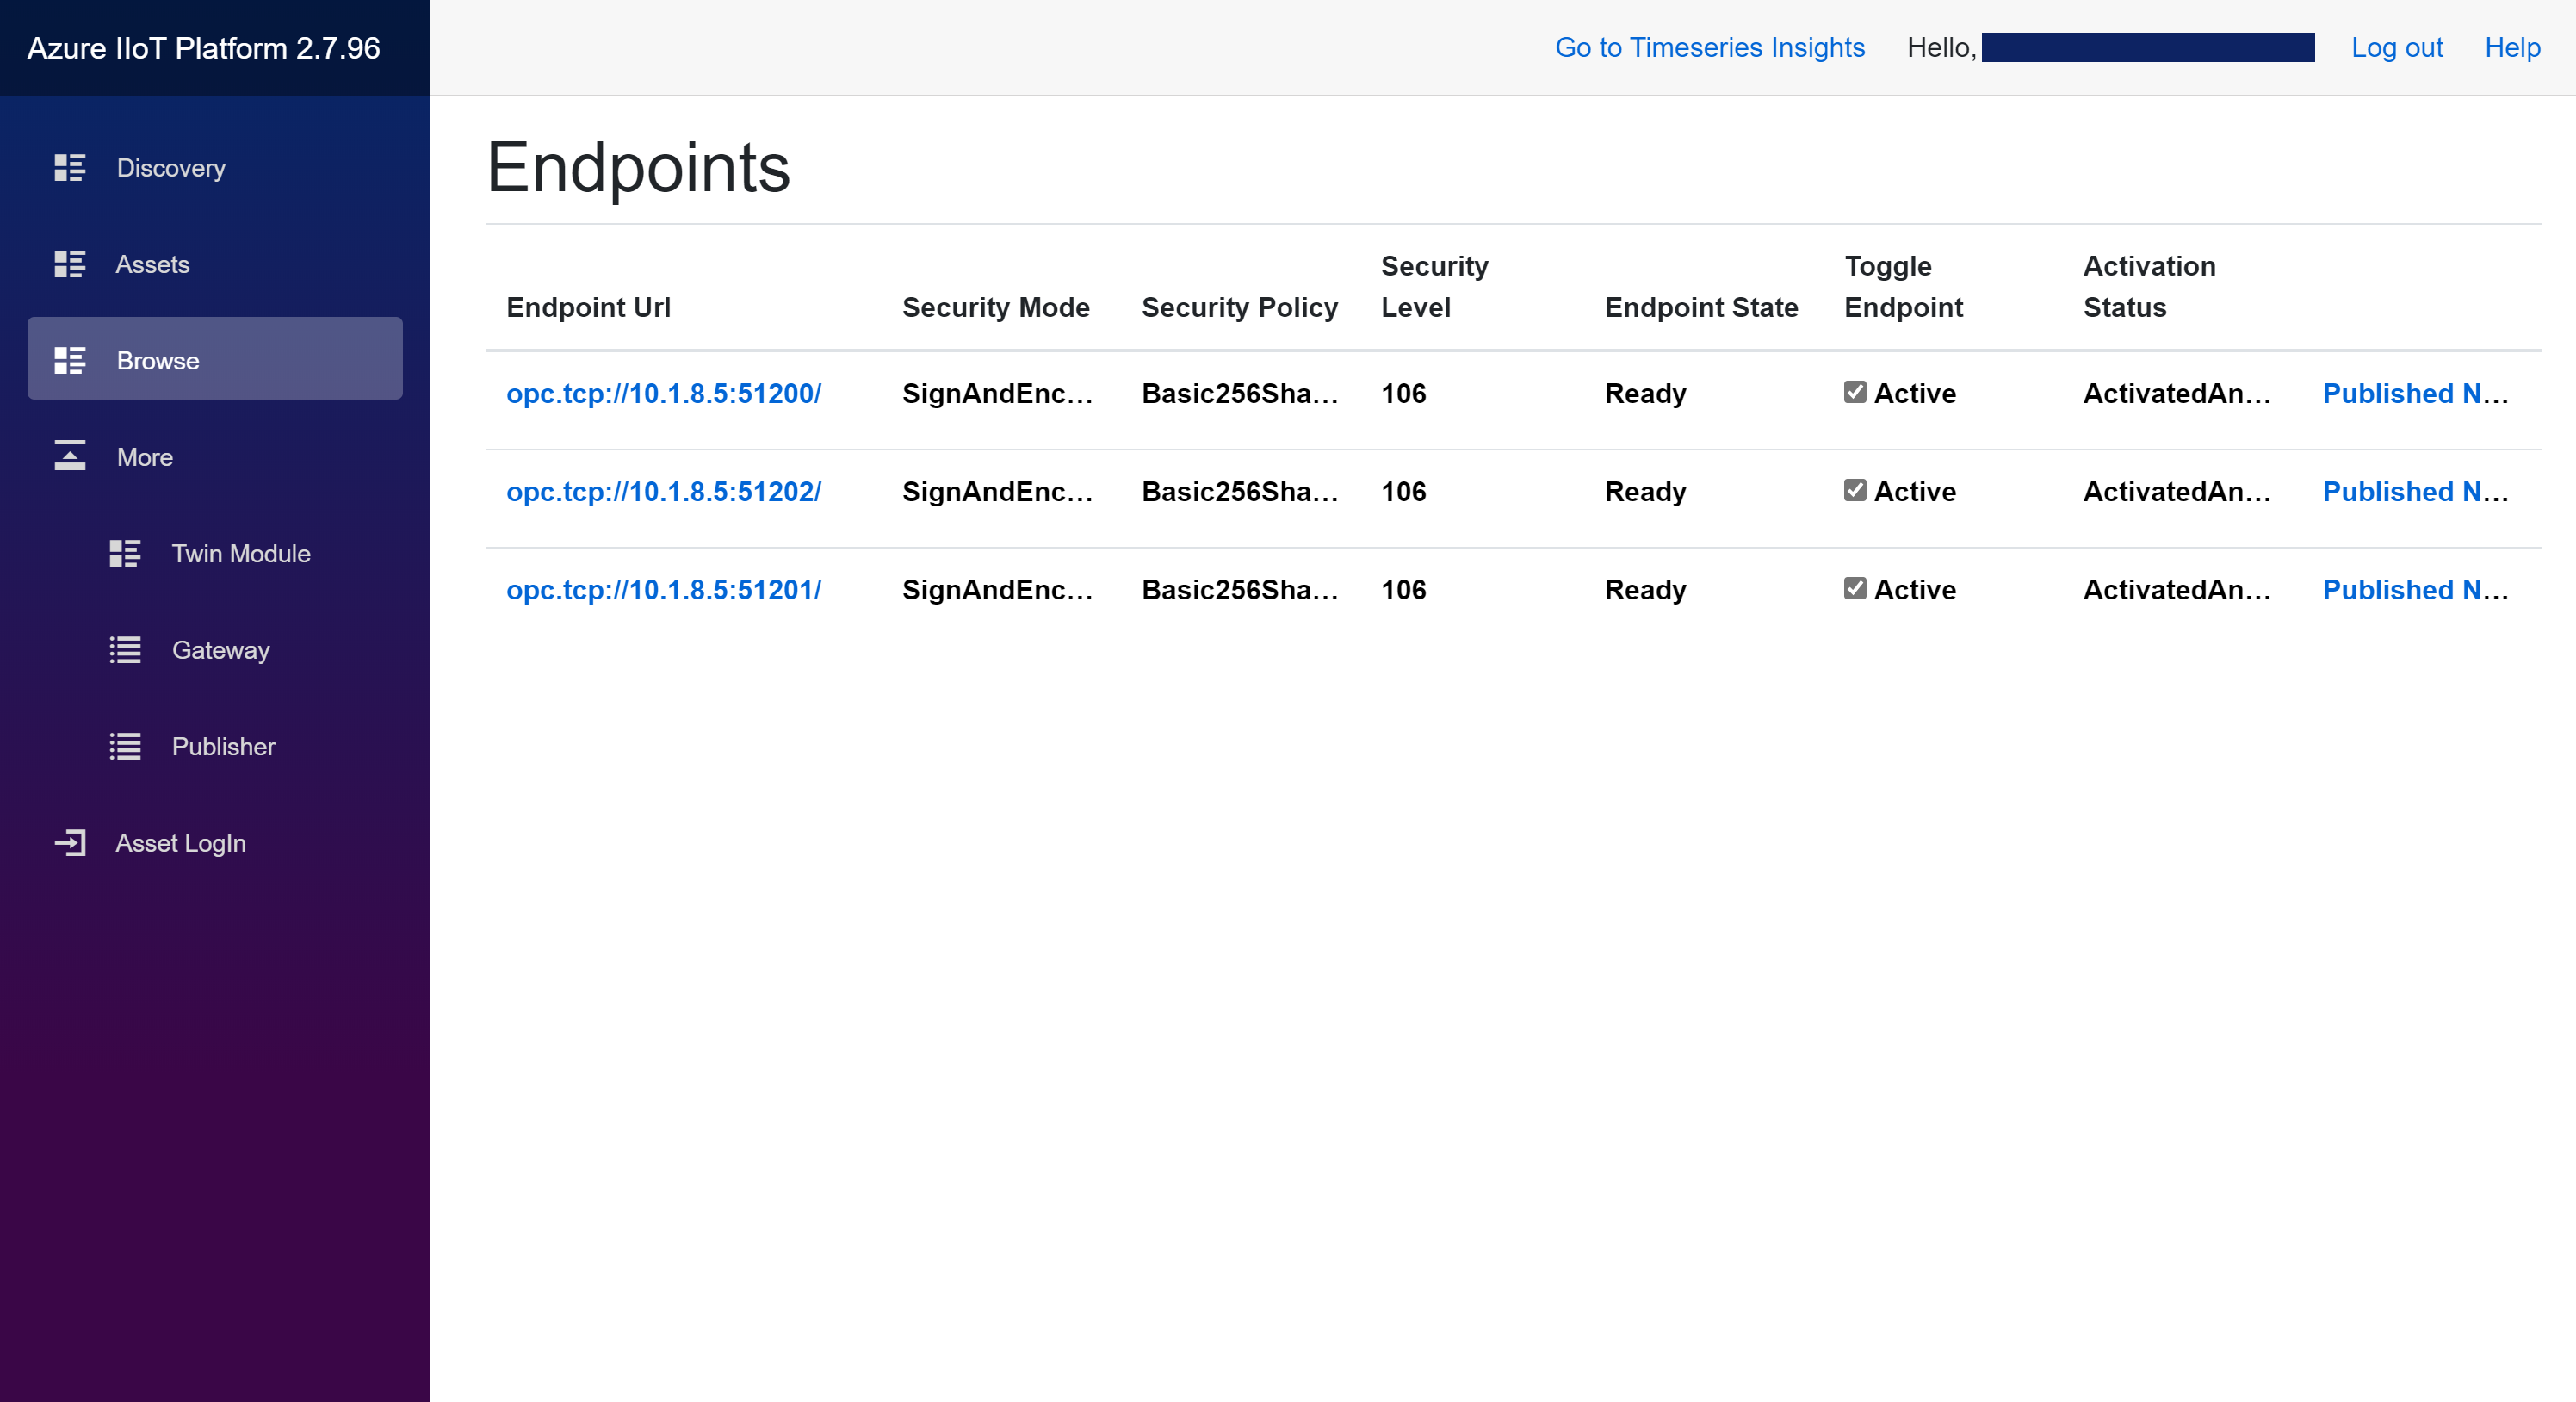 Azure IIoT Platform 2.7.96
Go to Timeseries Insights Hello, Log out Help
Discovery
Assets
Browse
More
Twin Module
Gateway
Publisher
Asset LogIn
Endpoints
Endpoint Url Security Mode Security Policy Security Level Endpoint State Toggle Endpoint Activation Status
opc.tcp://10.1.8.5:51200/ SignAndEnc... Basic256Sha... 106 Ready Active ActivatedAn... Published N...
opc.tcp://10.1.8.5:51202/ SignAndEnc... Basic256Sha... 106 Ready Active ActivatedAn... Published N...
opc.tcp://10.1.8.5:51201/ SignAndEnc... Basic256Sha... 106 Ready Active ActivatedAn... Published N...